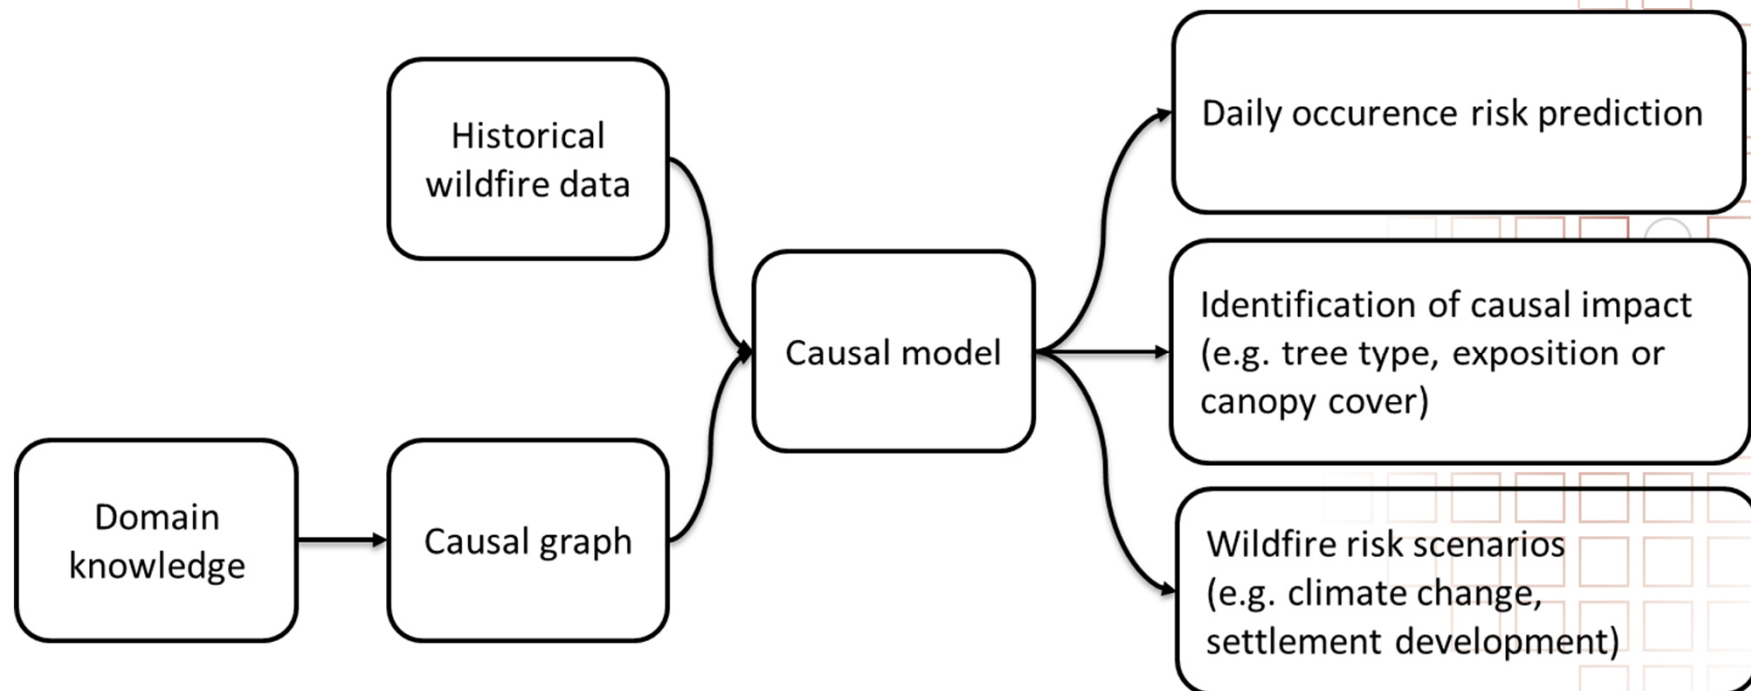 Historical
wildfire data
Domain
knowledge
Causal graph
Causal model
Daily occurence risk prediction
Identification of causal impact
(e.g. tree type, exposition or
canopy cover)
Wildfire risk scenarios
(e.g. climate change,
settlement development)